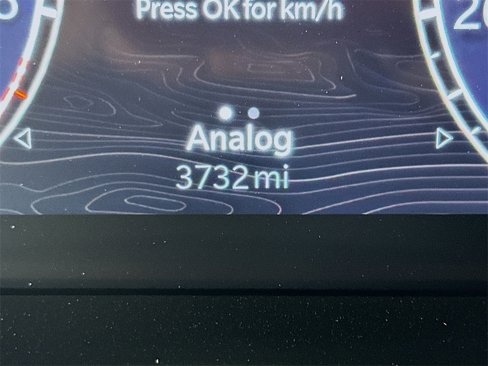 Press OK for km/h
Analog
3732 mi